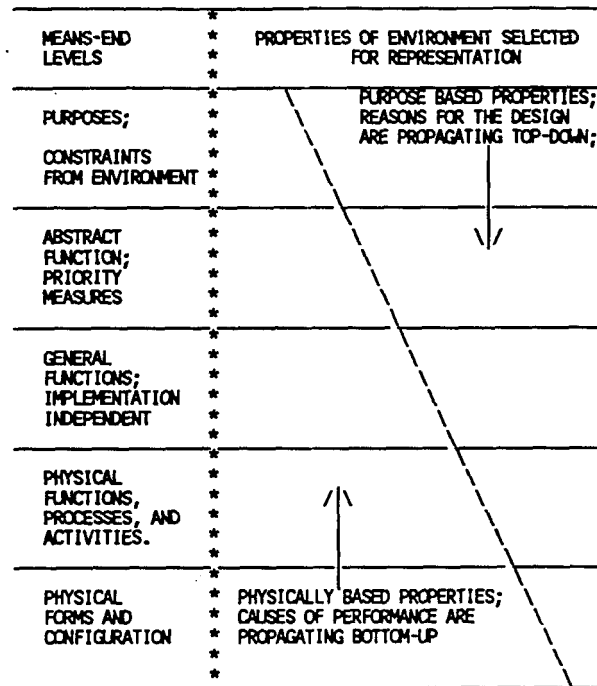 MEANS-END
LEVELS
PROPERTIES OF ENVIRONMENT SELECTED
FOR REPRESENTATION
PURPOSES;
CONSTRAINTS
FROM ENVIRONMENT
PURPOSE BASED PROPERTIES;
REASONS FOR THE DESIGN
ARE PROPAGATING TOP-DOWN;
ABSTRACT
FUNCTION;
PRIORITY
MEASURES
GENERAL
FUNCTIONS;
IMPLEMENTATION
INDEPENDENT
PHYSICAL
FUNCTIONS,
PROCESSES, AND
ACTIVITIES.
PHYSICAL
FORMS AND
CONFIGURATION
PHYSICALLY BASED PROPERTIES;
CAUSES OF PERFORMANCE ARE
PROPAGATING BOTTOM-UP